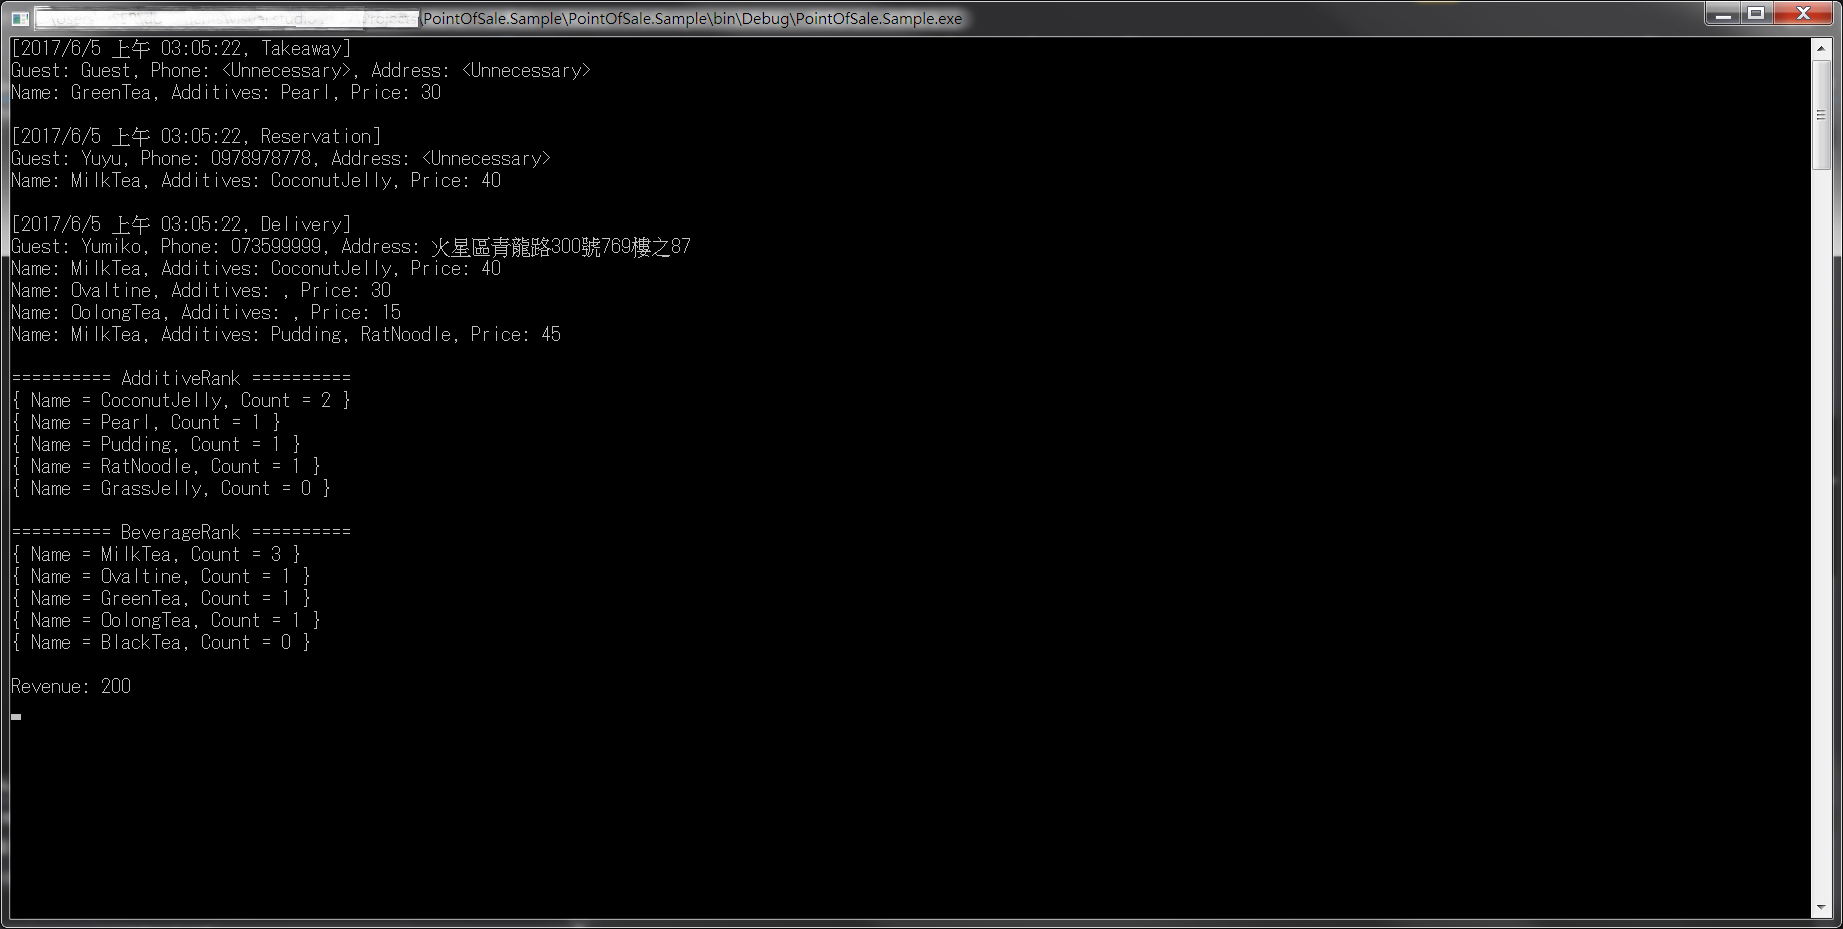 \PointOfSale.Sample\PointOfSale.Sample\bin\Debug\PointOfSale.Sample.exe
[2017/6/5 上午 03:05:22, Takeaway]
Guest: Guest, Phone: <Unnecessary>, Address: <Unnecessary>
Name: GreenTea, Additives: Pearl, Price: 30
[2017/6/5 上午 03:05:22, Reservation]
Guest: Yuyu, Phone: 0978978778, Address: <Unnecessary>
Name: MilkTea, Additives: CoconutJelly, Price: 40
[2017/6/5 上午 03:05:22, Delivery]
Guest: Yumiko, Phone: 073599999, Address: 火星區青龍路300號769樓之87
Name: MilkTea, Additives: CoconutJelly, Price: 40
Name: Ovaltine, Additives: , Price: 30
Name: OolongTea, Additives: , Price: 15
Name: MilkTea, Additives: Pudding, RatNoodle, Price: 45
========== AdditiveRank ==========
{ Name = CoconutJelly, Count = 2 }
{ Name = Pearl, Count = 1 }
{ Name = Pudding, Count = 1 }
{ Name = RatNoodle, Count = 1 }
{ Name = GrassJelly, Count = 0 }
========== BeverageRank ==========
{ Name = MilkTea, Count = 3 }
{ Name = Ovaltine, Count = 1 }
{ Name = GreenTea, Count = 1 }
{ Name = OolongTea, Count = 1 }
{ Name = BlackTea, Count = 0 }
Revenue: 200